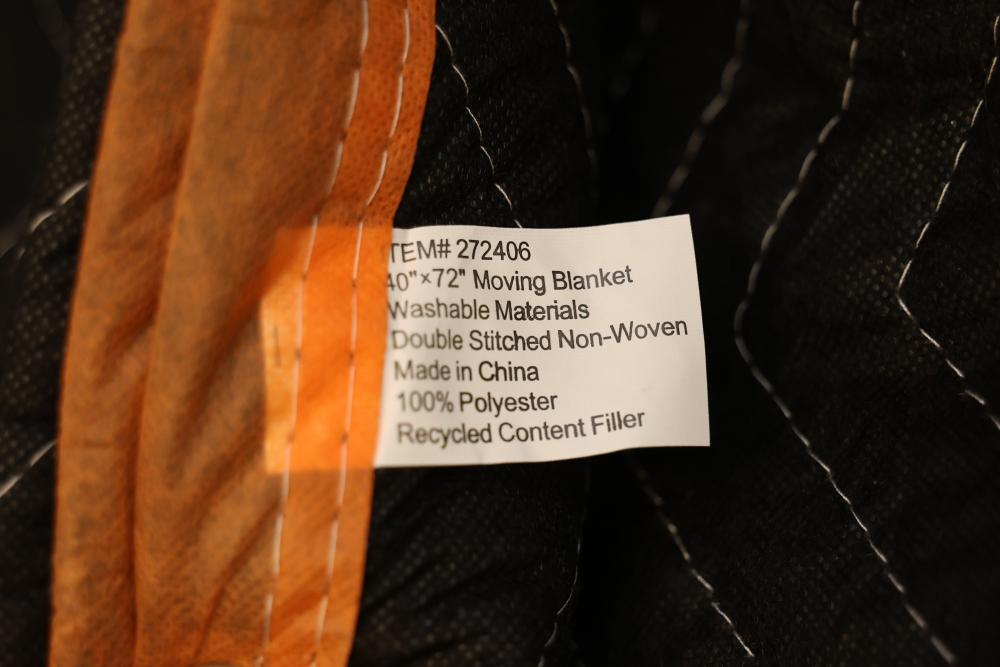 TEM# 272406
40"×72" Moving Blanket
Washable Materials
Double Stitched Non-Woven
Made in China
100% Polyester
Recycled Content Filler